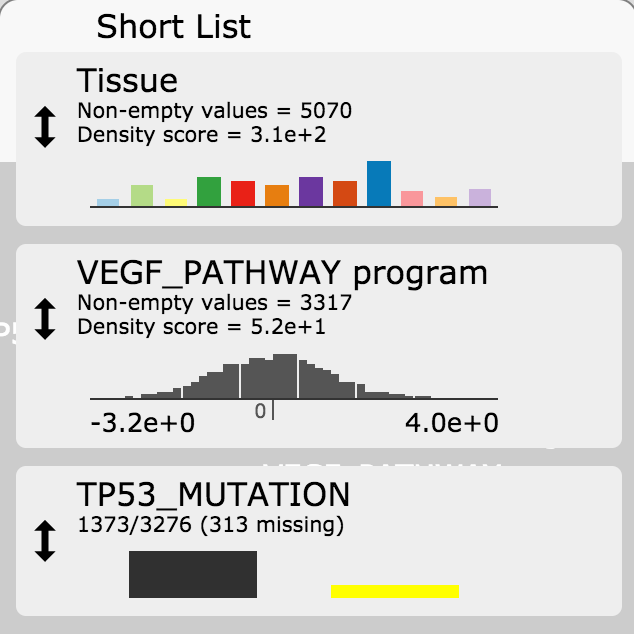 Short List
Tissue
Non-empty values = 5070
Density score = 3.1e+2
VEGF_PATHWAY program
Non-empty values = 3317
Density score = 5.2e+1
0
-3.2e+0
4.0e+0
TP53_MUTATION
1373/3276 (313 missing)